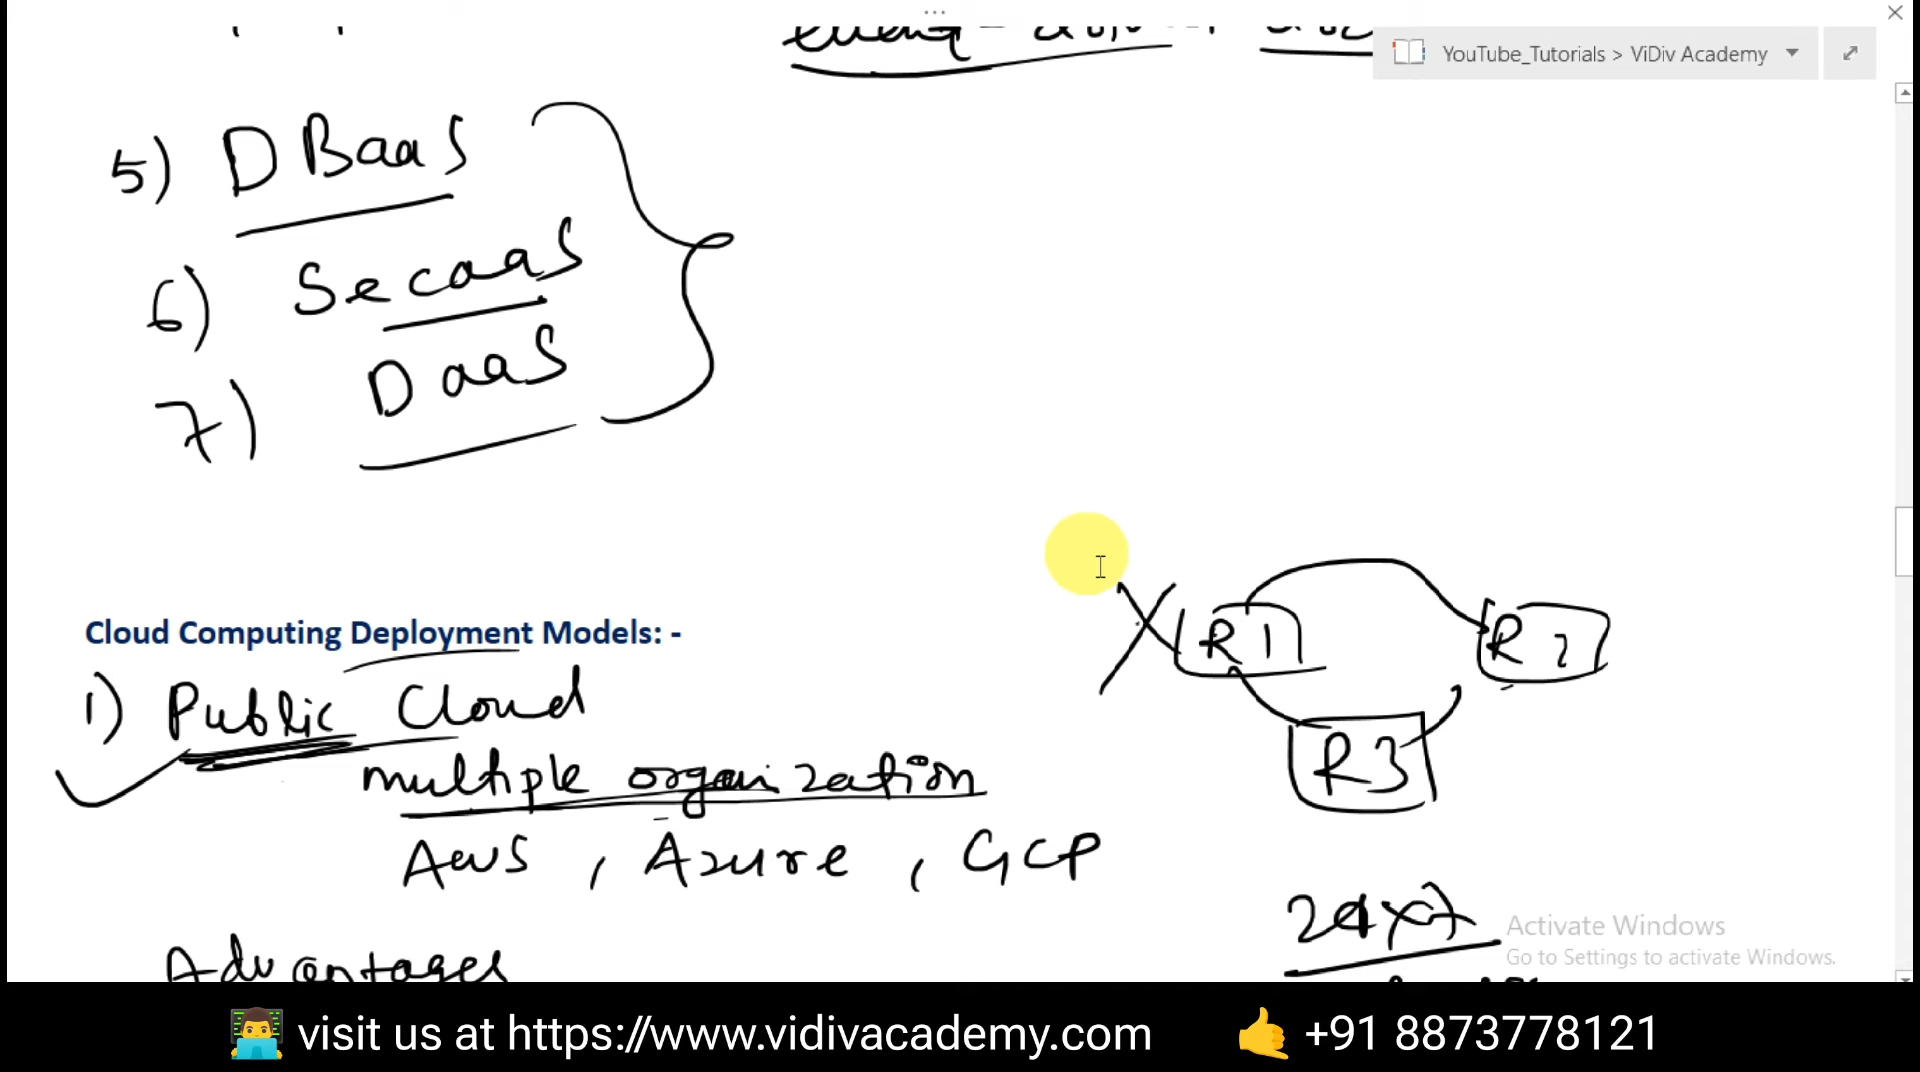 YouTube_Tutorials > ViDiv Academy
5) DBaaS
6) Secaas
7) DaaS
Cloud Computing Deployment Models: -
1) Public Cloud
multiple organization
Aws , Azure , GCP
Advantages
R1
R2
R3
24x7
Activate Windows
Go to Settings to activate Windows.
visit us at https://www.vidivacademy.com
+91 8873778121